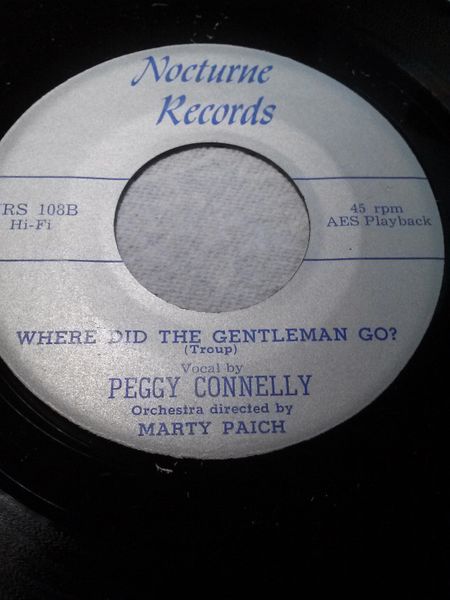 Nocturne
Records
RS 108B
Hi-Fi
45 rpm
AES Playback
WHERE DID THE GENTLEMAN GO?
(Troup)
Vocal by
PEGGY CONNELLY
Orchestra directed by
MARTY PAICH